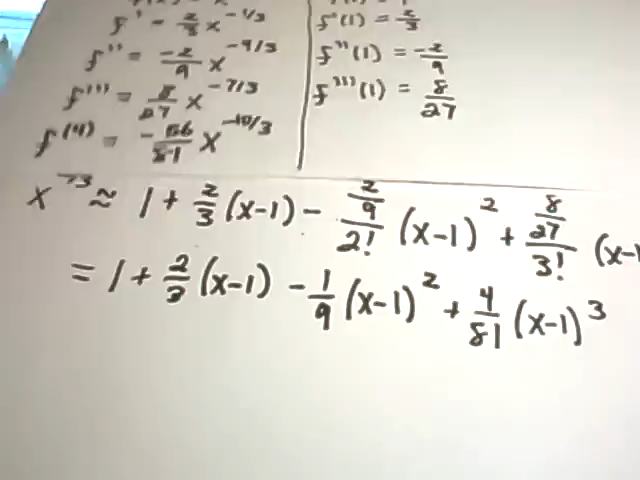 f' = 2/3 x^-1/3
f'(1) = 2/3
f'' = -2/9 x^-4/3
f''(1) = -2/9
f''' = 8/27 x^-7/3
f'''(1) = 8/27
f^(4) = -56/81 x^-10/3
≈ 1 + 2/3 (x-1) - 2/9/2! (x-1)^2 + 8/27/3! (x-1
= 1 + 2/3 (x-1) - 1/9 (x-1)^2 + 4/81 (x-1)^3